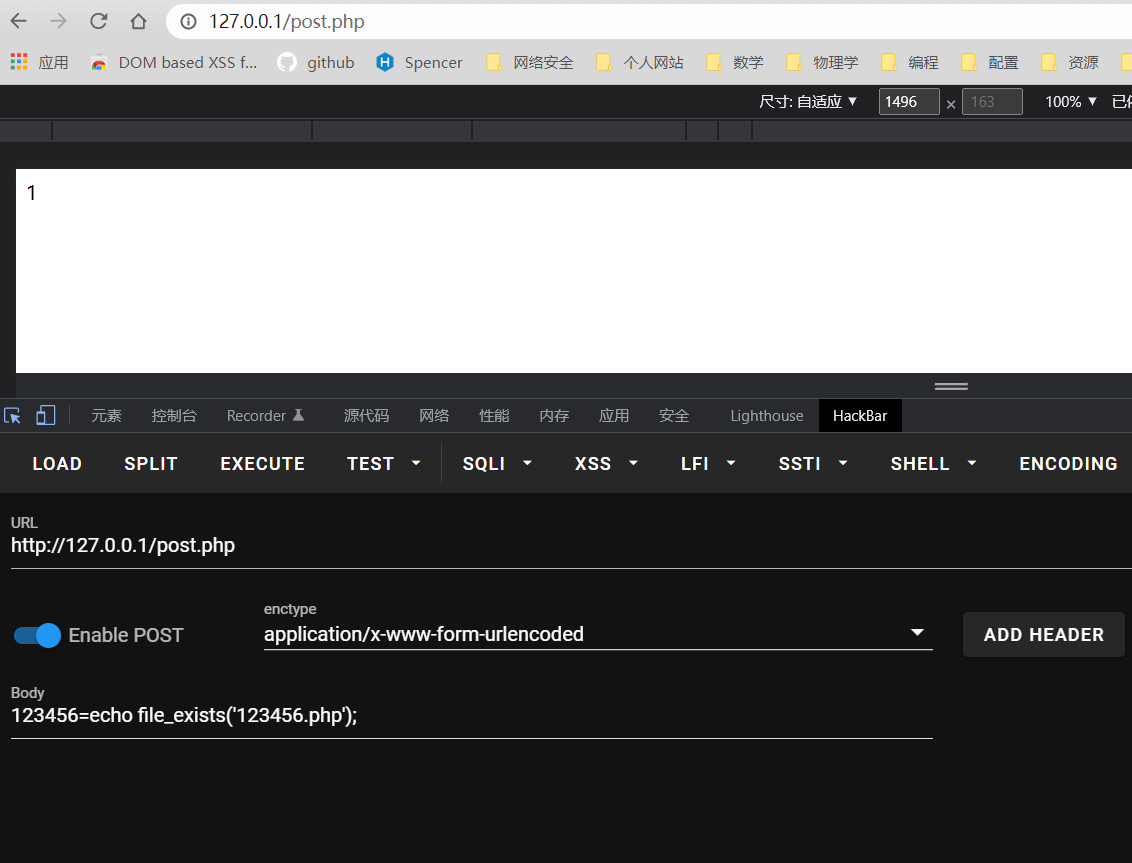 127.0.0.1/post.php
应用 DOM based XSS f... github Spencer 网络安全 个人网站 数学 物理学 编程 配置 资源
尺寸: 自适应 ▼ 1496 × 163 100% ▼
1
元素 控制台 Recorder 源代码 网络 性能 内存 应用 安全 Lighthouse HackBar
LOAD SPLIT EXECUTE TEST SQLI XSS LFI SSTI SHELL ENCODING
URL
http://127.0.0.1/post.php
enctype
Enable POST application/x-www-form-urlencoded ADD HEADER
Body
123456=echo file_exists('123456.php');